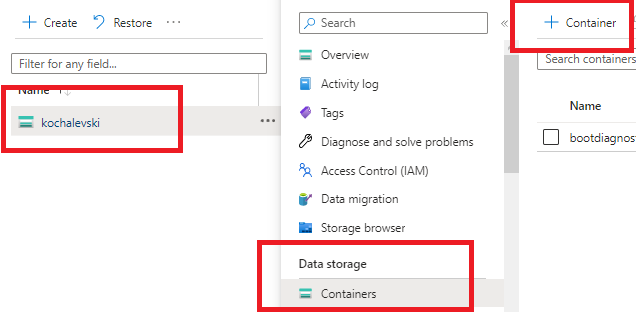 + Create Restore ...
Filter for any field...
Name ↑↓
kochalevski ...
Search
Overview
Activity log
Tags
Diagnose and solve problems
Access Control (IAM)
Data migration
Storage browser
Data storage
Containers
+ Container
Search containers
Name
bootdiagnost